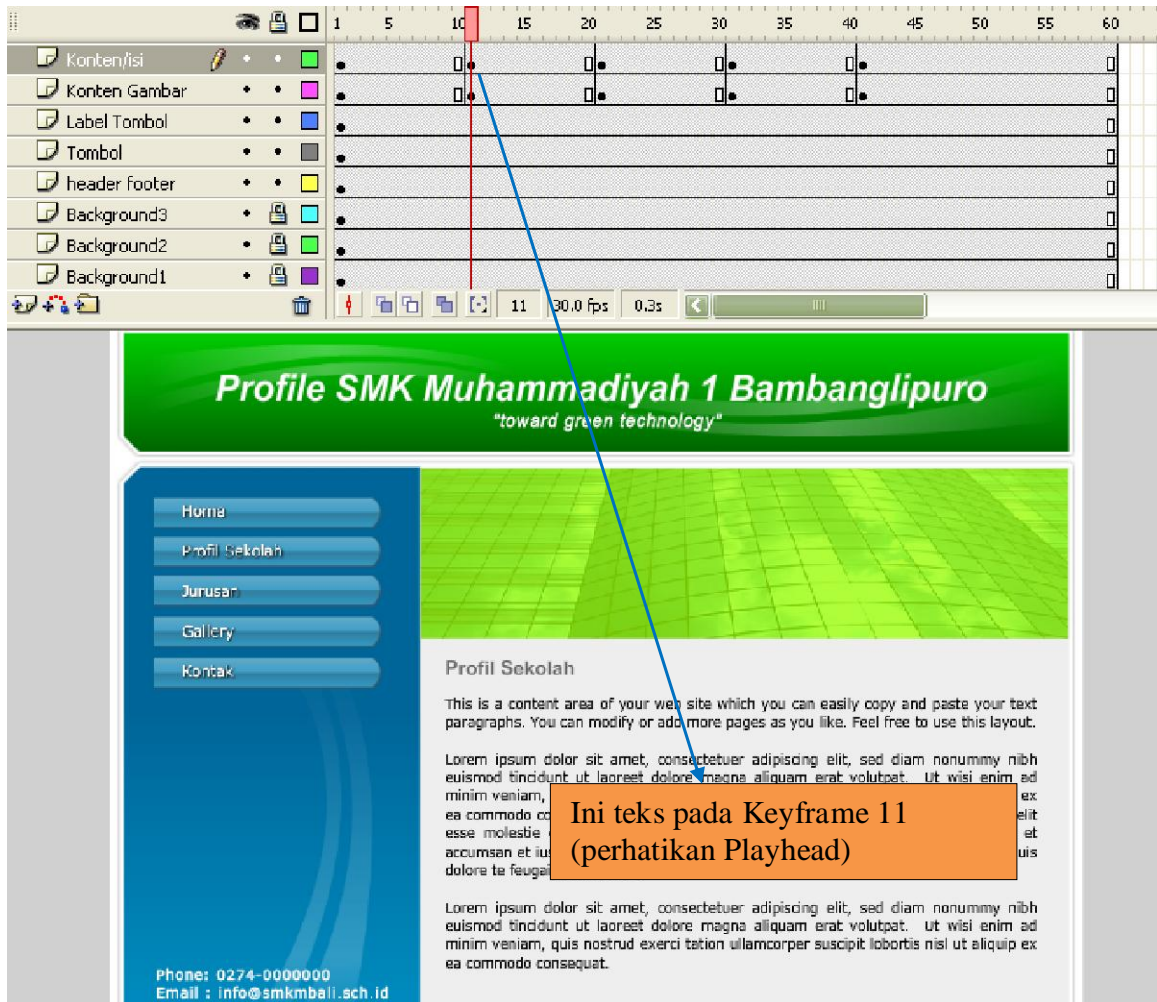 1 5 10 15 20 25 30 35 40 45 50 55 60
Konten/isi
Konten Gambar
Label Tombol
Tombol
header footer
Background3
Background2
Background1
11 30.0 fps 0.3s
Profile SMK Muhammadiyah 1 Bambanglipuro
"toward green technology"
Home
Profil Sekolah
Jurusan
Gallery
Kontak
Phone: 0274-0000000
Email : info@smkmbali.sch.id
Profil Sekolah
This is a content area of your web site which you can easily copy and paste your text
paragraphs. You can modify or add more pages as you like. Feel free to use this layout.
Lorem ipsum dolor sit amet, consectetuer adipiscing elit, sed diam nonummy nibh
euismod tincidunt ut laoreet dolore magna aliquam erat volutpat. Ut wisi enim ad
minim veniam, ex
ea commodo elit
esse molestie et
accumsan et
dolore te
Ini teks pada Keyframe 11
(perhatikan Playhead)
Lorem ipsum dolor sit amet, consectetuer adipiscing elit, sed diam nonummy nibh
euismod tincidunt ut laoreet dolore magna aliquam erat volutpat. Ut wisi enim ad
minim veniam, quis nostrud exerci tation ullamcorper suscipit lobortis nisl ut aliquip ex
ea commodo consequat.